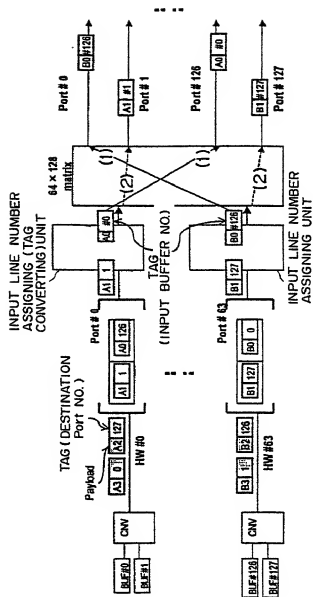 INPUT LINE NUMBER
ASSIGNING (TAG
CONVERTING) UNIT
64 × 128
matrix
TAG (DESTINATION
Port NO.)
Payload
BUF#0
BUF#1
CNV
A3 0
A2 127
HW #0
Port # 0
A1 1
A0 126
A1 1
A0 #0
TAG
(INPUT BUFFER NO.)
(1)
(2)
(1)
(2)
B0 #126
Port # 0
A1 #1
Port # 1
Port # 126
A0 #0
Port # 127
B1 #127
BUF#126
BUF#127
CNV
B3 1
B2 126
HW #63
Port # 63
B1 127
B0 0
B1 127
B0 #126
INPUT LINE NUMBER
ASSIGNING UNIT